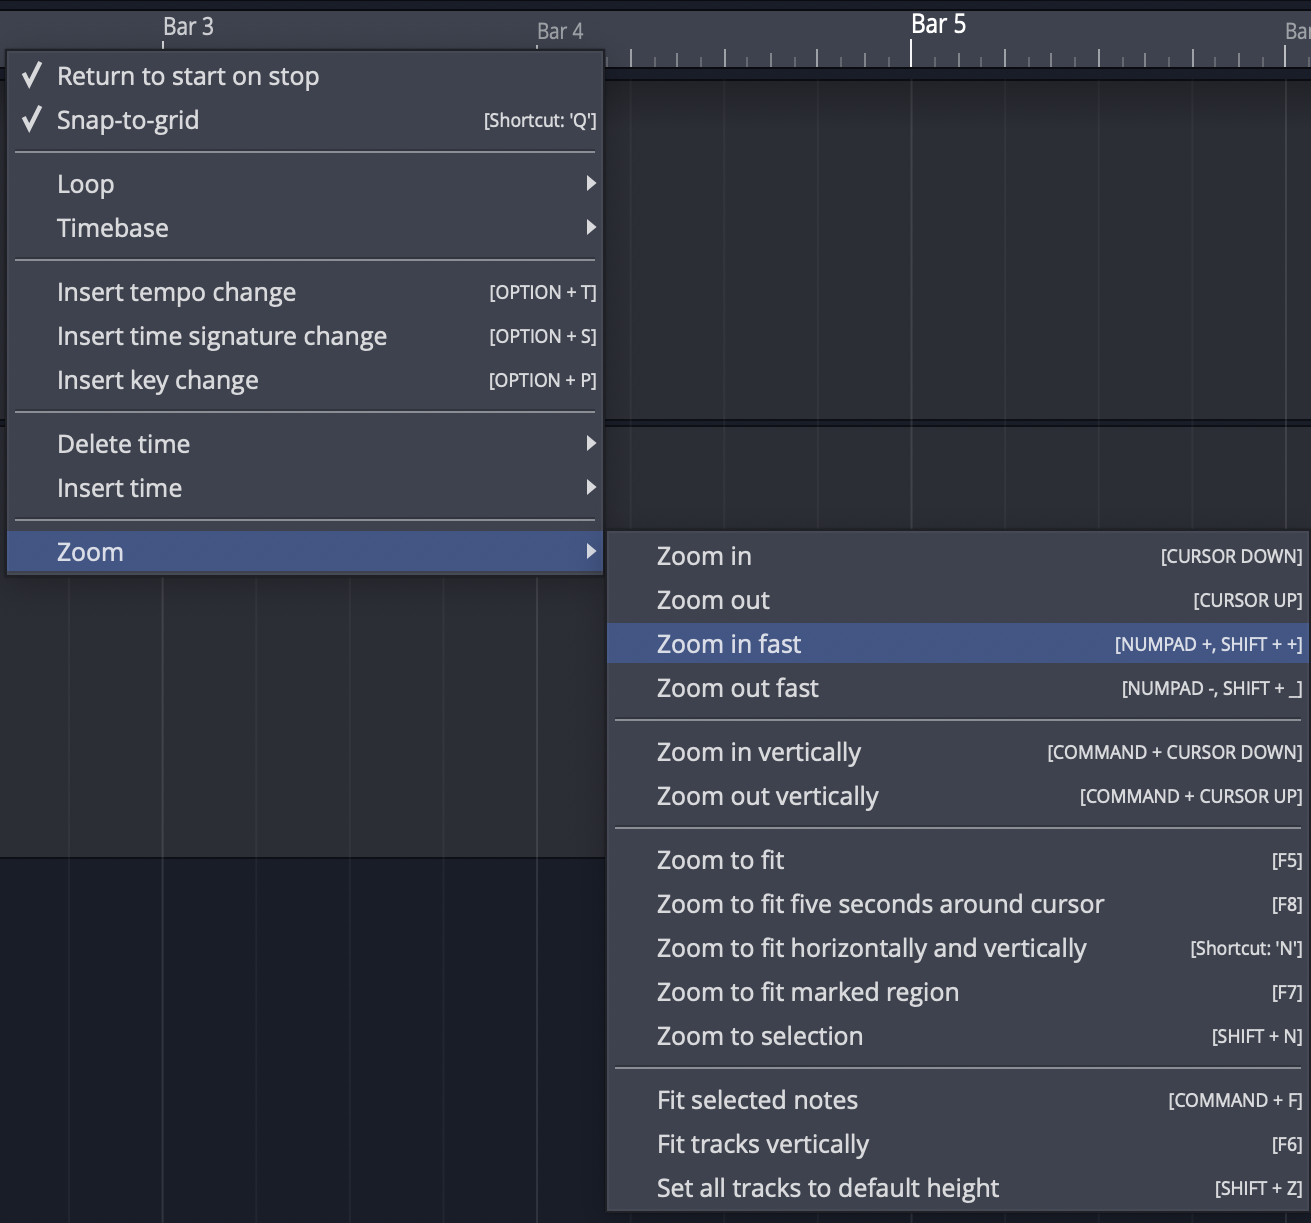 Bar 3
Bar 4
Bar 5
Bar
Return to start on stop
Snap-to-grid [Shortcut: 'Q']
Loop
Timebase
Insert tempo change [OPTION + T]
Insert time signature change [OPTION + S]
Insert key change [OPTION + P]
Delete time
Insert time
Zoom
Zoom in [CURSOR DOWN]
Zoom out [CURSOR UP]
Zoom in fast [NUMPAD +, SHIFT + +]
Zoom out fast [NUMPAD -, SHIFT + _]
Zoom in vertically [COMMAND + CURSOR DOWN]
Zoom out vertically [COMMAND + CURSOR UP]
Zoom to fit [F5]
Zoom to fit five seconds around cursor [F8]
Zoom to fit horizontally and vertically [Shortcut: 'N']
Zoom to fit marked region [F7]
Zoom to selection [SHIFT + N]
Fit selected notes [COMMAND + F]
Fit tracks vertically [F6]
Set all tracks to default height [SHIFT + Z]